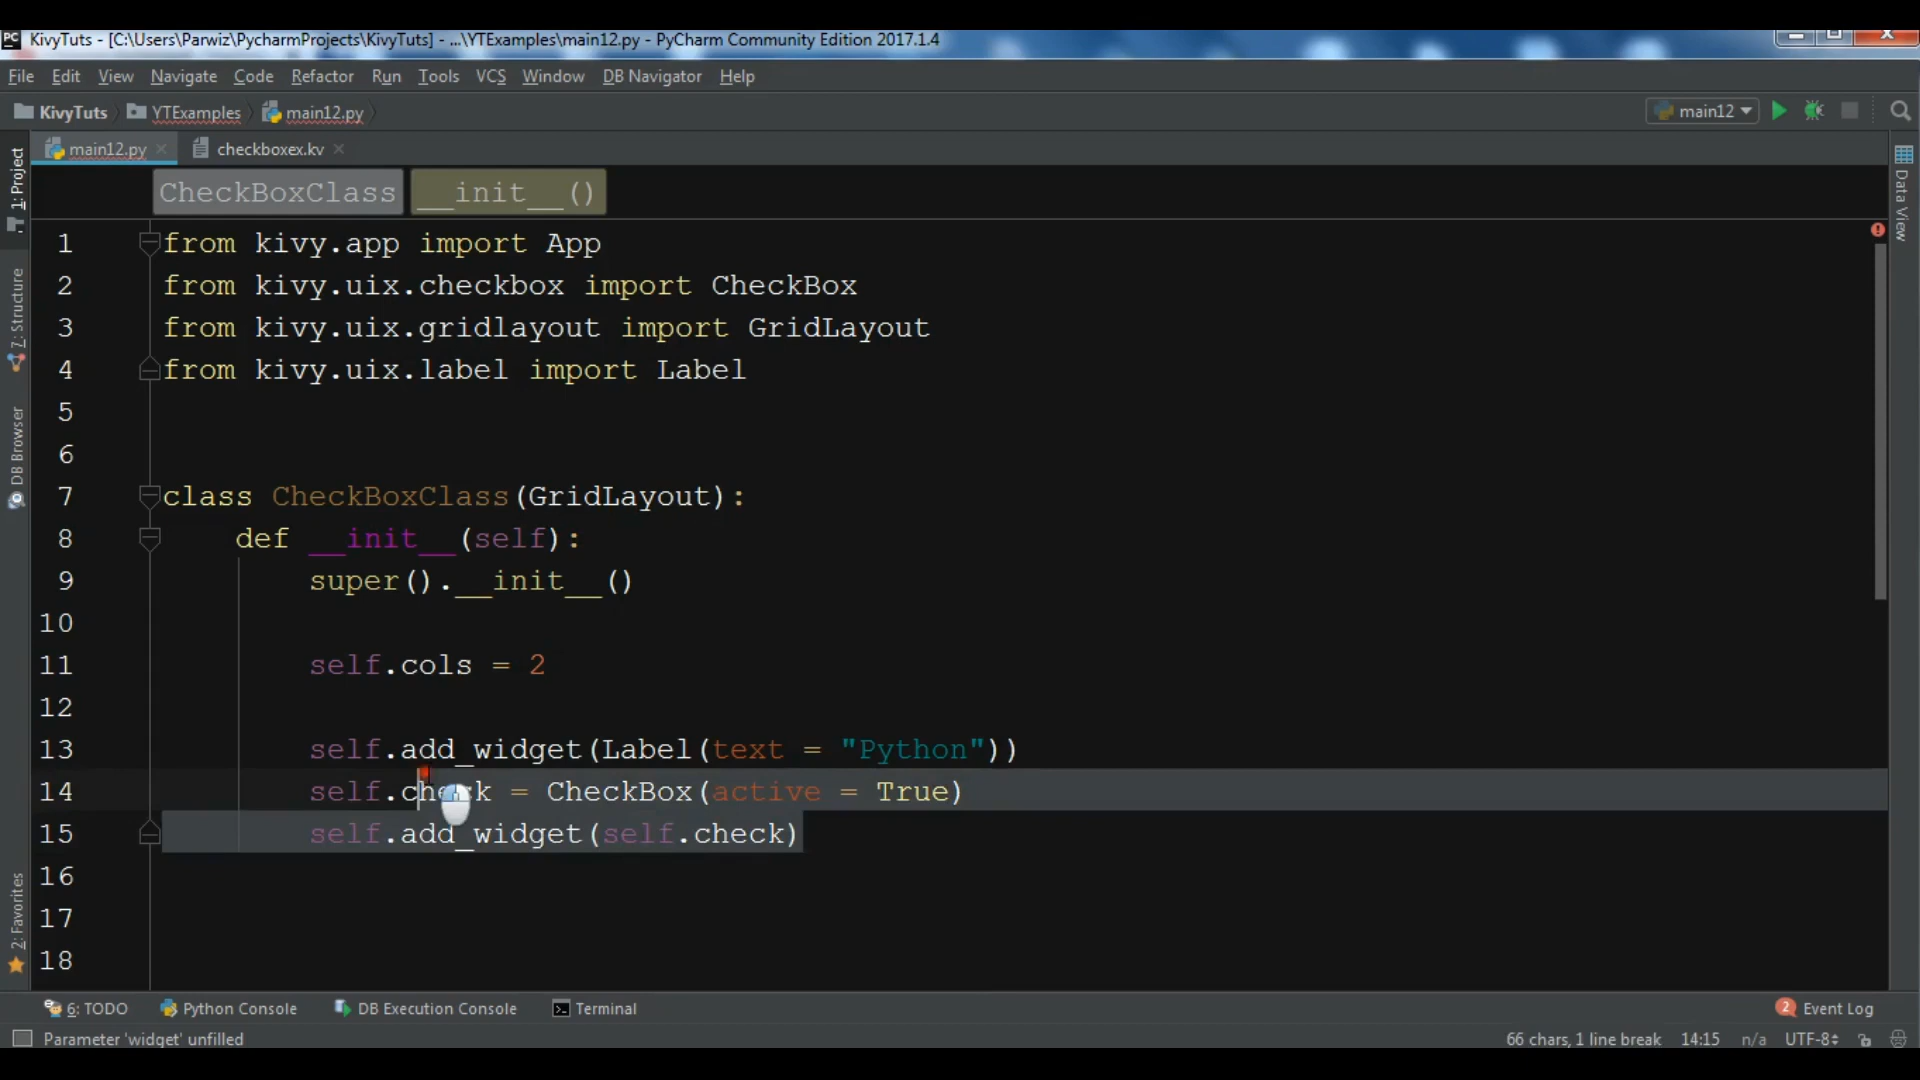 PC KivyTuts - [C:\Users\Parwiz\PycharmProjects\KivyTuts] - ...\YTExamples\main12.py - PyCharm Community Edition 2017.1.4
File Edit View Navigate Code Refactor Run Tools VCS Window DB Navigator Help
KivyTuts YTExamples main12.py main12
main12.py checkboxex.kv
CheckBoxClass __init__()
1 from kivy.app import App
2 from kivy.uix.checkbox import CheckBox
3 from kivy.uix.gridlayout import GridLayout
4 from kivy.uix.label import Label
5
6
7 class CheckBoxClass(GridLayout):
8 def __init__(self):
9 super().__init__()
10
11 self.cols = 2
12
13 self.add_widget(Label(text = "Python"))
14 self.check = CheckBox(active = True)
15 self.add_widget(self.check)
16
17
18
1: Project
7: Structure
DB Browser
2: Favorites
Data View
6: TODO Python Console DB Execution Console Terminal 2 Event Log
Parameter 'widget' unfilled 66 chars, 1 line break 14:15 n/a UTF-8